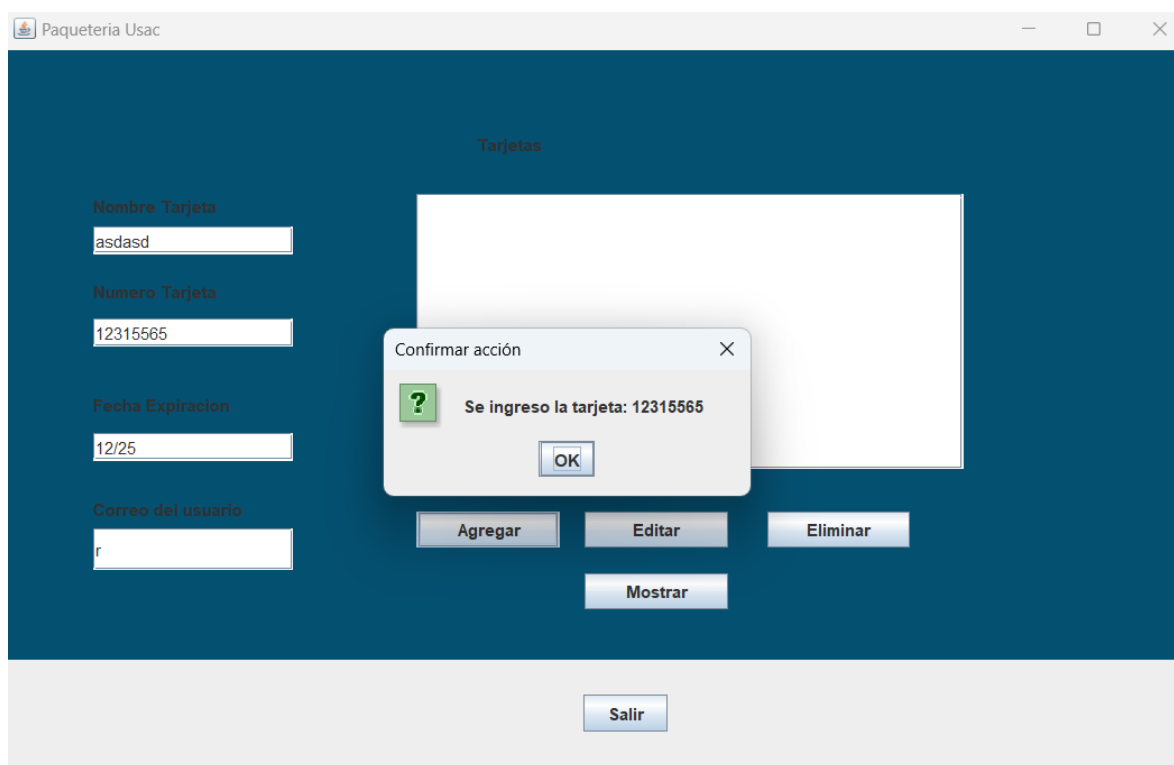 Paqueteria Usac
Tarjetas
Nombre Tarjeta
asdasd
Numero Tarjeta
12315565
Fecha Expiracion
12/25
Correo del usuario
r
Confirmar acción
?
Se ingreso la tarjeta: 12315565
OK
Agregar
Editar
Eliminar
Mostrar
Salir